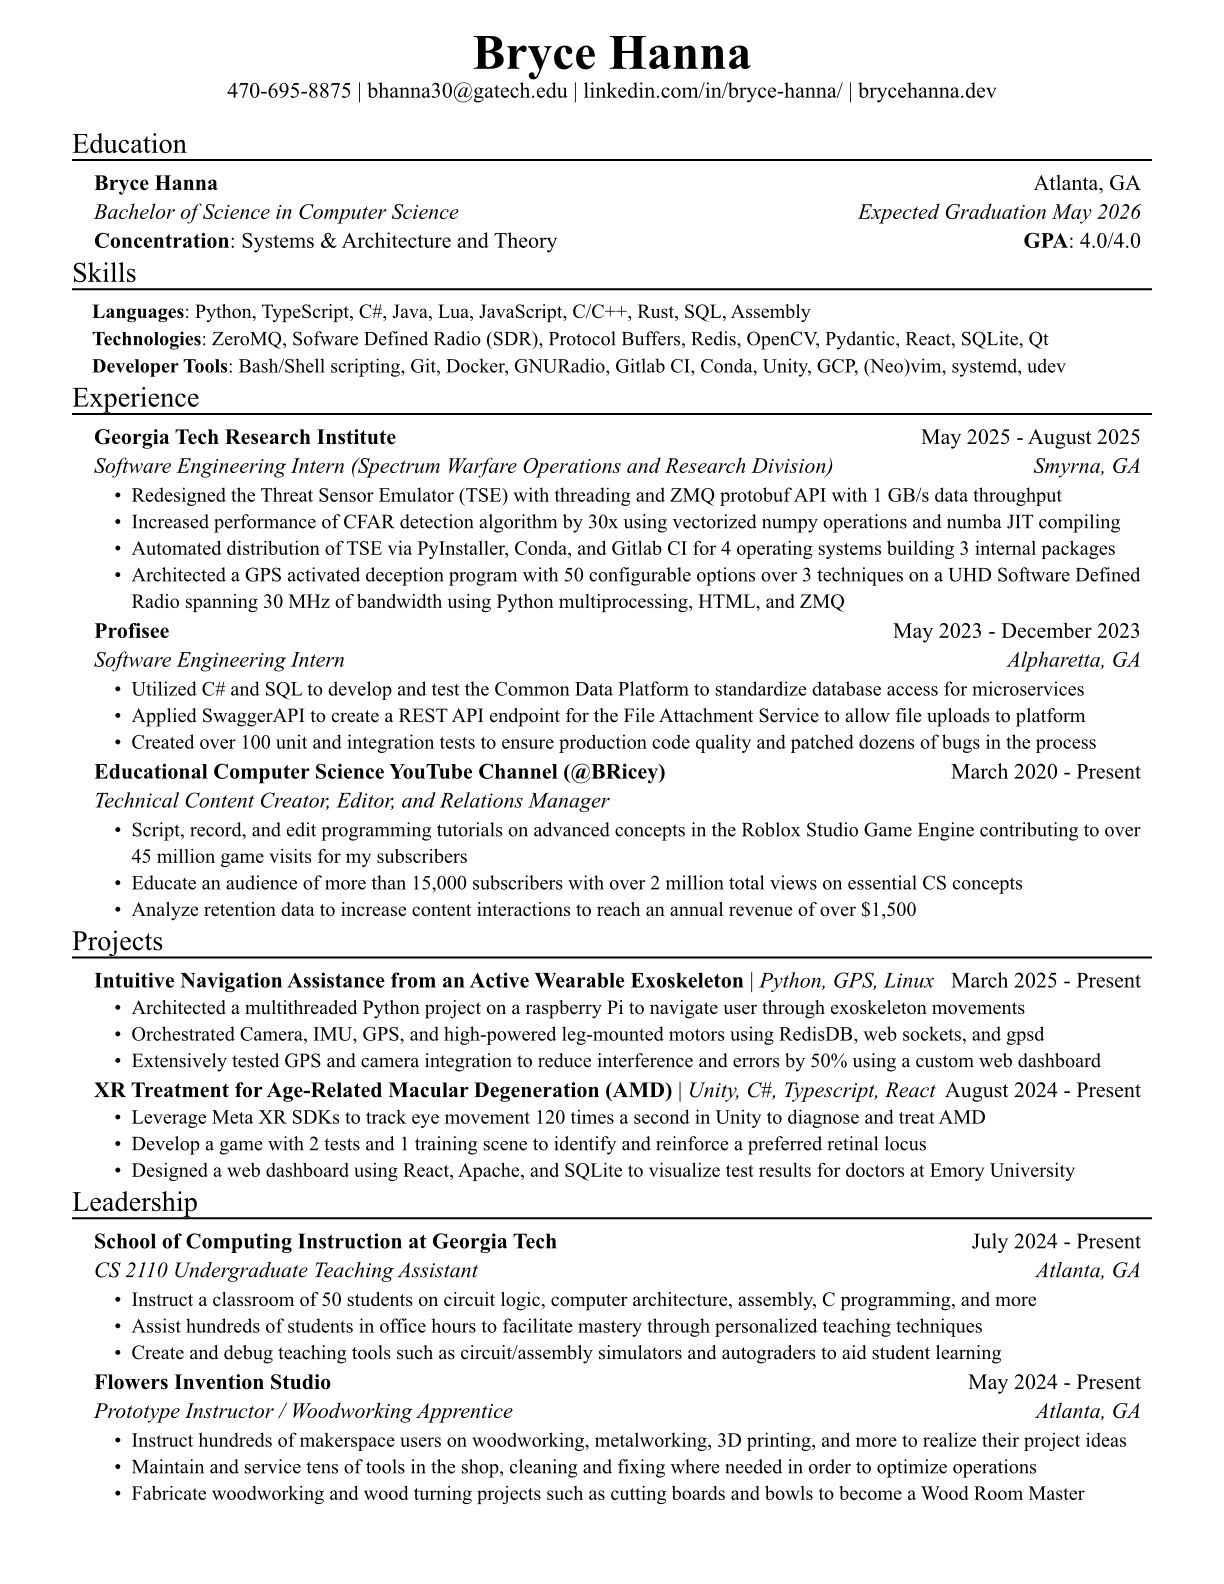 Bryce Hanna
470-695-8875 | bhanna30@gatech.edu | linkedin.com/in/bryce-hanna/ | brycehanna.dev
Education
Bryce Hanna Atlanta, GA
Bachelor of Science in Computer Science Expected Graduation May 2026
Concentration: Systems & Architecture and Theory GPA: 4.0/4.0
Skills
Languages: Python, TypeScript, C#, Java, Lua, JavaScript, C/C++, Rust, SQL, Assembly
Technologies: ZeroMQ, Sofware Defined Radio (SDR), Protocol Buffers, Redis, OpenCV, Pydantic, React, SQLite, Qt
Developer Tools: Bash/Shell scripting, Git, Docker, GNURadio, Gitlab CI, Conda, Unity, GCP, (Neo)vim, systemd, udev
Experience
Georgia Tech Research Institute May 2025 - August 2025
Software Engineering Intern (Spectrum Warfare Operations and Research Division) Smyrna, GA
• Redesigned the Threat Sensor Emulator (TSE) with threading and ZMQ protobuf API with 1 GB/s data throughput
• Increased performance of CFAR detection algorithm by 30x using vectorized numpy operations and numba JIT compiling
• Automated distribution of TSE via PyInstaller, Conda, and Gitlab CI for 4 operating systems building 3 internal packages
• Architected a GPS activated deception program with 50 configurable options over 3 techniques on a UHD Software Defined
Radio spanning 30 MHz of bandwidth using Python multiprocessing, HTML, and ZMQ
Profisee May 2023 - December 2023
Software Engineering Intern Alpharetta, GA
• Utilized C# and SQL to develop and test the Common Data Platform to standardize database access for microservices
• Applied SwaggerAPI to create a REST API endpoint for the File Attachment Service to allow file uploads to platform
• Created over 100 unit and integration tests to ensure production code quality and patched dozens of bugs in the process
Educational Computer Science YouTube Channel (@BRicey) March 2020 - Present
Technical Content Creator, Editor, and Relations Manager
• Script, record, and edit programming tutorials on advanced concepts in the Roblox Studio Game Engine contributing to over
45 million game visits for my subscribers
• Educate an audience of more than 15,000 subscribers with over 2 million total views on essential CS concepts
• Analyze retention data to increase content interactions to reach an annual revenue of over $1,500
Projects
Intuitive Navigation Assistance from an Active Wearable Exoskeleton | Python, GPS, Linux March 2025 - Present
• Architected a multithreaded Python project on a raspberry Pi to navigate user through exoskeleton movements
• Orchestrated Camera, IMU, GPS, and high-powered leg-mounted motors using RedisDB, web sockets, and gpsd
• Extensively tested GPS and camera integration to reduce interference and errors by 50% using a custom web dashboard
XR Treatment for Age-Related Macular Degeneration (AMD) | Unity, C#, Typescript, React August 2024 - Present
• Leverage Meta XR SDKs to track eye movement 120 times a second in Unity to diagnose and treat AMD
• Develop a game with 2 tests and 1 training scene to identify and reinforce a preferred retinal locus
• Designed a web dashboard using React, Apache, and SQLite to visualize test results for doctors at Emory University
Leadership
School of Computing Instruction at Georgia Tech July 2024 - Present
CS 2110 Undergraduate Teaching Assistant Atlanta, GA
• Instruct a classroom of 50 students on circuit logic, computer architecture, assembly, C programming, and more
• Assist hundreds of students in office hours to facilitate mastery through personalized teaching techniques
• Create and debug teaching tools such as circuit/assembly simulators and autograders to aid student learning
Flowers Invention Studio May 2024 - Present
Prototype Instructor / Woodworking Apprentice Atlanta, GA
• Instruct hundreds of makerspace users on woodworking, metalworking, 3D printing, and more to realize their project ideas
• Maintain and service tens of tools in the shop, cleaning and fixing where needed in order to optimize operations
• Fabricate woodworking and wood turning projects such as cutting boards and bowls to become a Wood Room Master